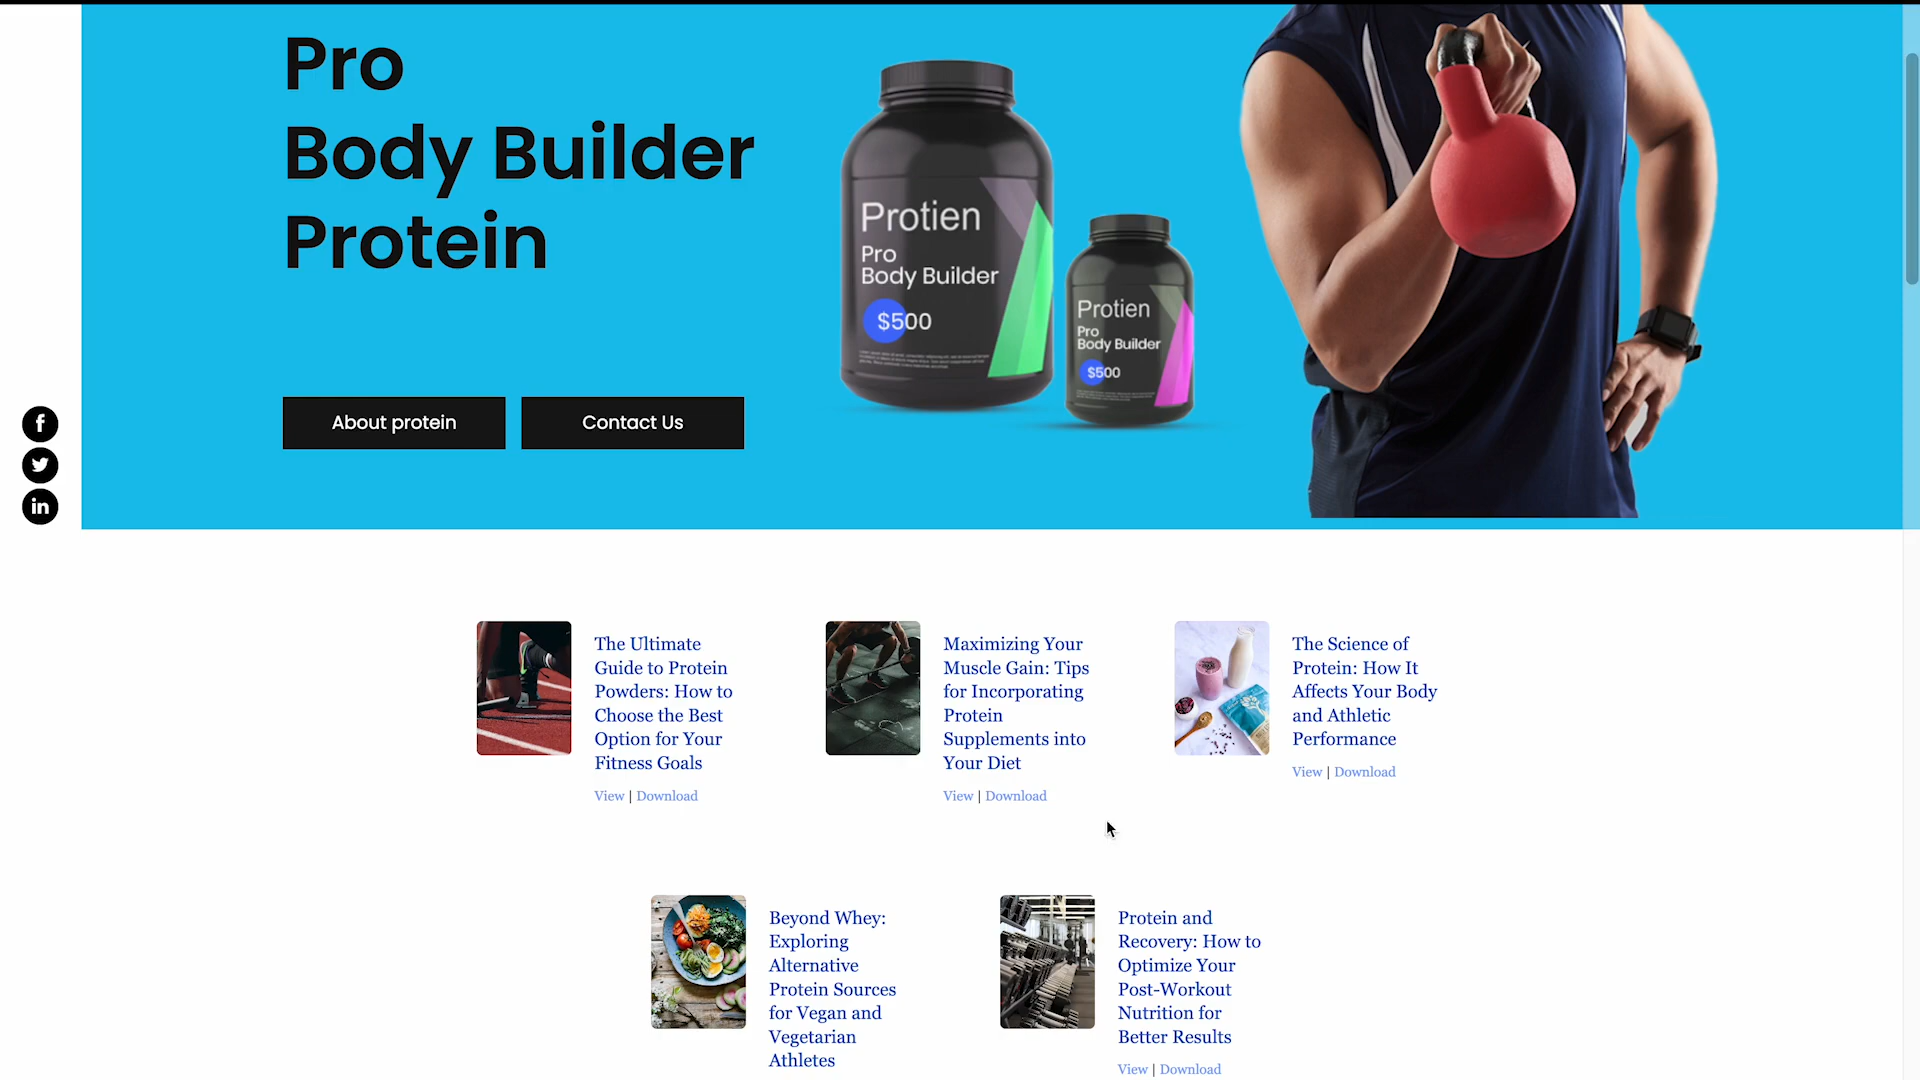 Pro
Body Builder
Protein
Protien
Pro
Body Builder
$500
Protien
Pro
Body Builder
$500
About protein
Contact Us
The Ultimate
Guide to Protein
Powders: How to
Choose the Best
Option for Your
Fitness Goals
View | Download
Maximizing Your
Muscle Gain: Tips
for Incorporating
Protein
Supplements into
Your Diet
View | Download
The Science of
Protein: How It
Affects Your Body
and Athletic
Performance
View | Download
Beyond Whey:
Exploring
Alternative
Protein Sources
for Vegan and
Vegetarian
Athletes
Protein and
Recovery: How to
Optimize Your
Post-Workout
Nutrition for
Better Results
View | Download